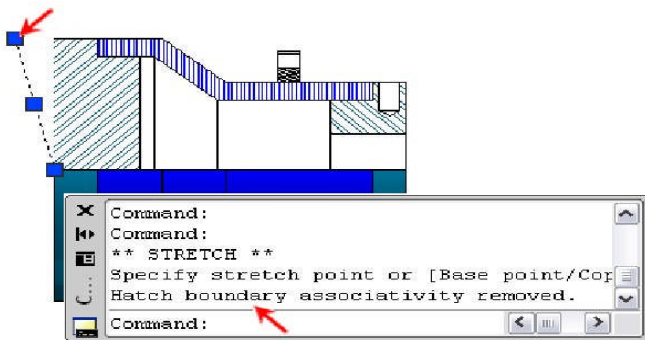 Command:
Command:
** STRETCH **
Specify stretch point or [Base point/Cop
Hatch boundary associativity removed.
Command: